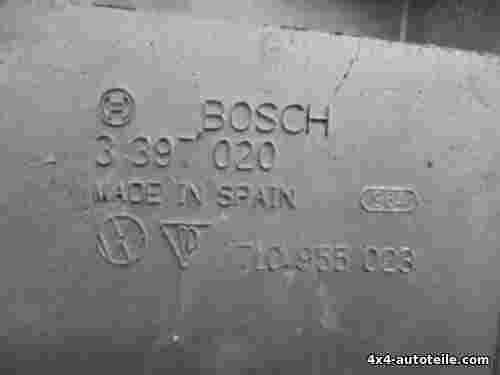 BOSCH
3 397 020
MADE IN SPAIN
7L0.955 023
4x4-autoteile.com